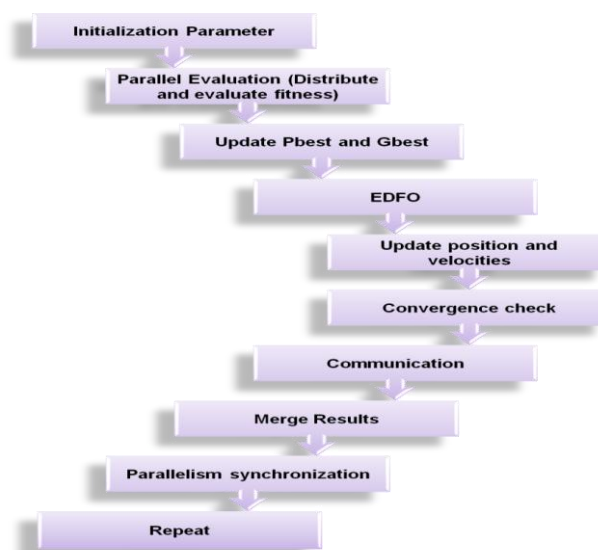 Initialization Parameter
Parallel Evaluation (Distribute
and evaluate fitness)
Update Pbest and Gbest
EDFO
Update position and
velocities
Convergence check
Communication
Merge Results
Parallelism synchronization
Repeat